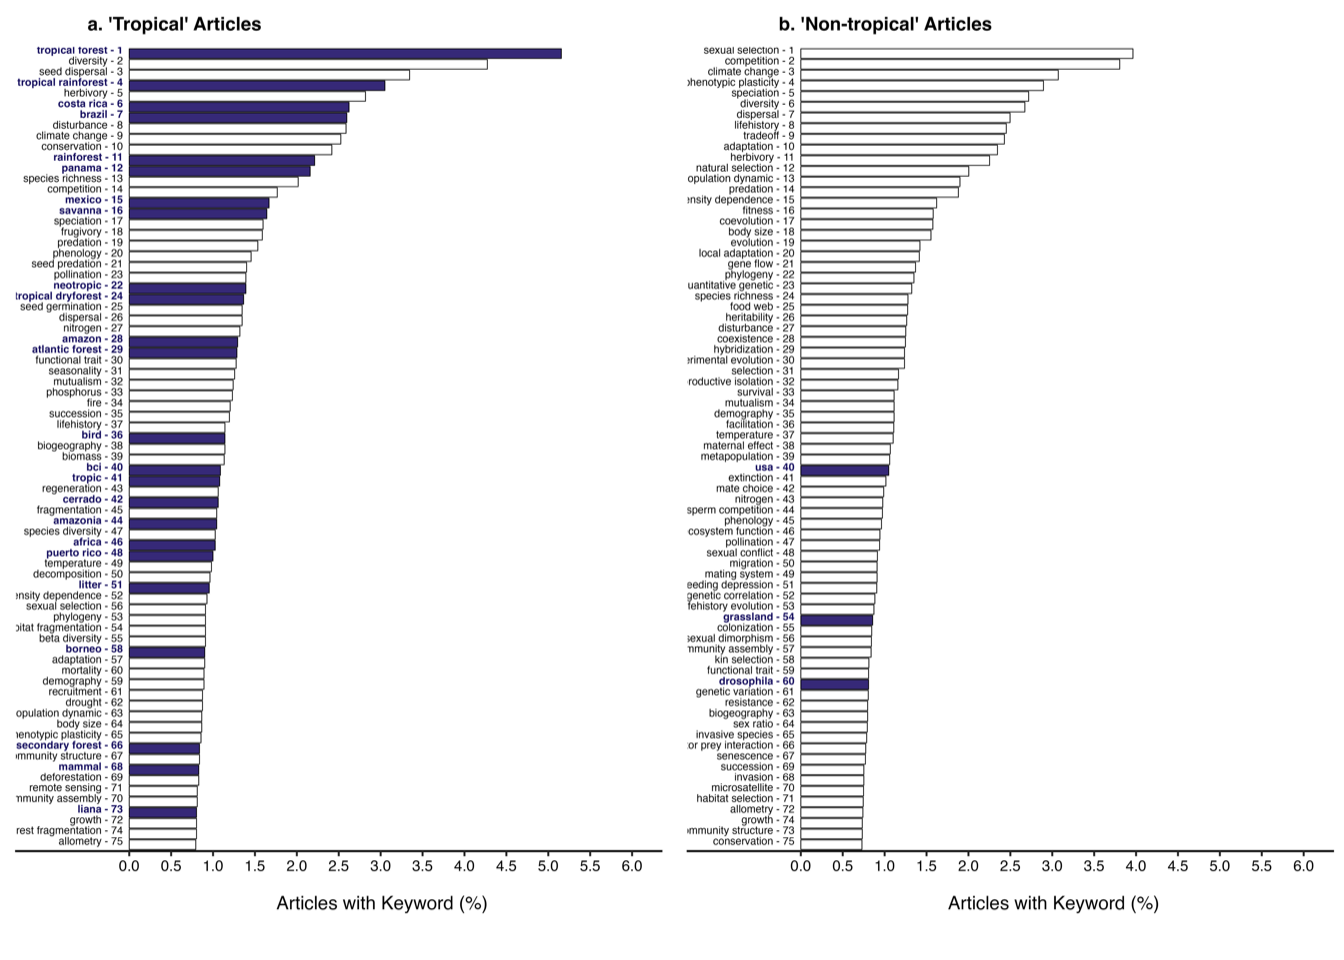 a. 'Tropical' Articles
tropical forest - 1
diversity - 2
seed dispersal - 3
tropical rainforest - 4
herbivory - 5
costa rica - 6
brazil - 7
disturbance - 8
climate change - 9
conservation - 10
rainforest - 11
panama - 12
species richness - 13
competition - 14
mexico - 15
savanna - 16
speciation - 17
frugivory - 18
predation - 19
phenology - 20
seed predation - 21
pollination - 23
neotropic - 22
tropical dryforest - 24
seed germination - 25
dispersal - 26
nitrogen - 27
amazon - 28
atlantic forest - 29
functional trait - 30
seasonality - 31
mutualism - 32
phosphorus - 33
fire - 34
succession - 35
lifehistory - 37
bird - 36
biogeography - 38
biomass - 39
bci - 40
tropic - 41
regeneration - 43
cerrado - 42
fragmentation - 45
amazonia - 44
species diversity - 47
africa - 46
puerto rico - 48
temperature - 49
decomposition - 50
litter - 51
ensity dependence - 52
sexual selection - 56
phylogeny - 53
bitat fragmentation - 54
beta diversity - 55
borneo - 58
adaptation - 57
mortality - 60
demography - 59
recruitment - 61
drought - 62
opulation dynamic - 63
body size - 64
henotypic plasticity - 65
secondary forest - 66
mmunity structure - 67
mammal - 68
deforestation - 69
remote sensing - 71
mmunity assembly - 70
liana - 73
growth - 72
rest fragmentation - 74
allometry - 75
0.0 0.5 1.0 1.5 2.0 2.5 3.0 3.5 4.0 4.5 5.0 5.5 6.0
Articles with Keyword (%)
b. 'Non-tropical' Articles
sexual selection - 1
competition - 2
climate change - 3
phenotypic plasticity - 4
speciation - 5
diversity - 6
dispersal - 7
lifehistory - 8
tradeoff - 9
adaptation - 10
herbivory - 11
natural selection - 12
opulation dynamic - 13
predation - 14
ensity dependence - 15
fitness - 16
coevolution - 17
body size - 18
evolution - 19
local adaptation - 20
gene flow - 21
phylogeny - 22
uantitative genetic - 23
species richness - 24
food web - 25
heritability - 26
disturbance - 27
coexistence - 28
hybridization - 29
erimental evolution - 30
selection - 31
roductive isolation - 32
survival - 33
mutualism - 34
demography - 35
facilitation - 36
temperature - 37
maternal effect - 38
metapopulation - 39
usa - 40
extinction - 41
mate choice - 42
nitrogen - 43
sperm competition - 44
phenology - 45
cosystem function - 46
pollination - 47
sexual conflict - 48
migration - 50
mating system - 49
eeding depression - 51
genetic correlation - 52
fehistory evolution - 53
grassland - 54
colonization - 55
sexual dimorphism - 56
mmunity assembly - 57
kin selection - 58
functional trait - 59
drosophila - 60
genetic variation - 61
resistance - 62
biogeography - 63
sex ratio - 64
invasive species - 65
or prey interaction - 66
senescence - 67
succession - 69
invasion - 68
microsatellite - 70
habitat selection - 71
allometry - 72
growth - 74
mmunity structure - 73
conservation - 75
0.0 0.5 1.0 1.5 2.0 2.5 3.0 3.5 4.0 4.5 5.0 5.5 6.0
Articles with Keyword (%)